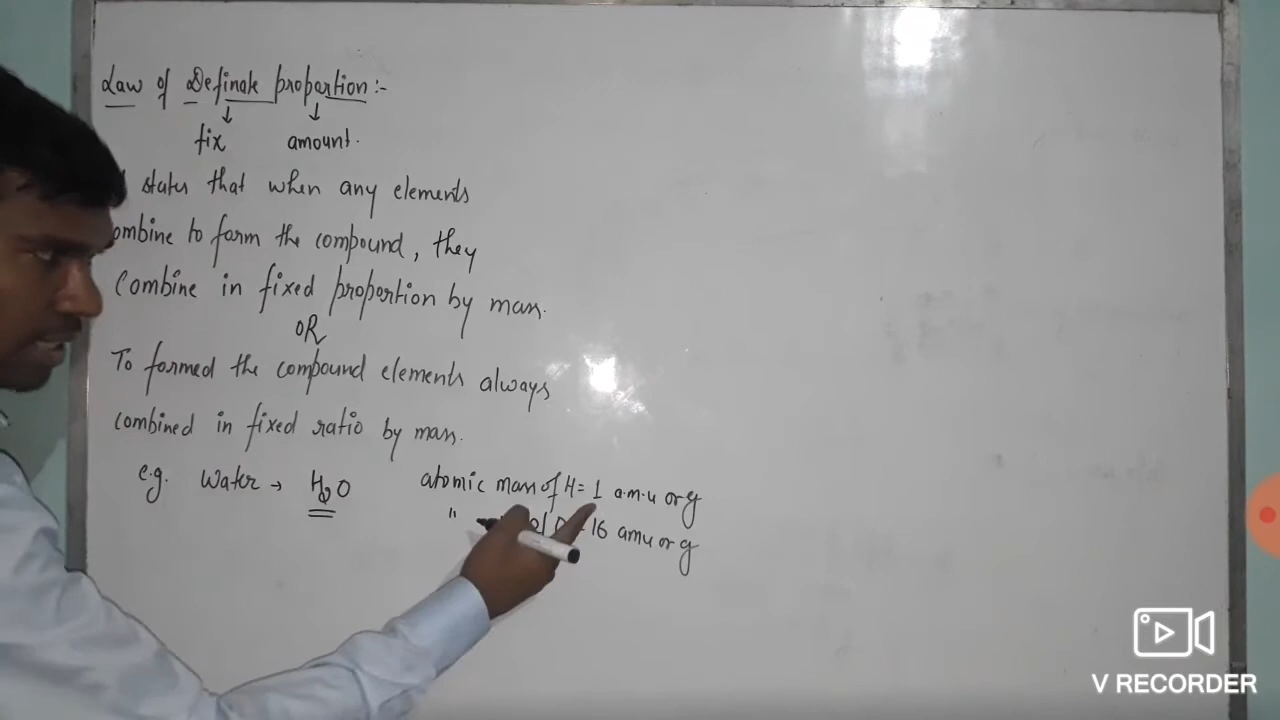 Law of Definate proportion:-
↓ ↓
fix amount.
states that when any elements
ombine to form the compound, they
Combine in fixed proportion by mass.
OR
To formed the compound elements always
combined in fixed ratio by mass.
e.g. Water → H2O atomic mass of H = 1 a.m.u or g
" O = 16 amu or g
V RECORDER